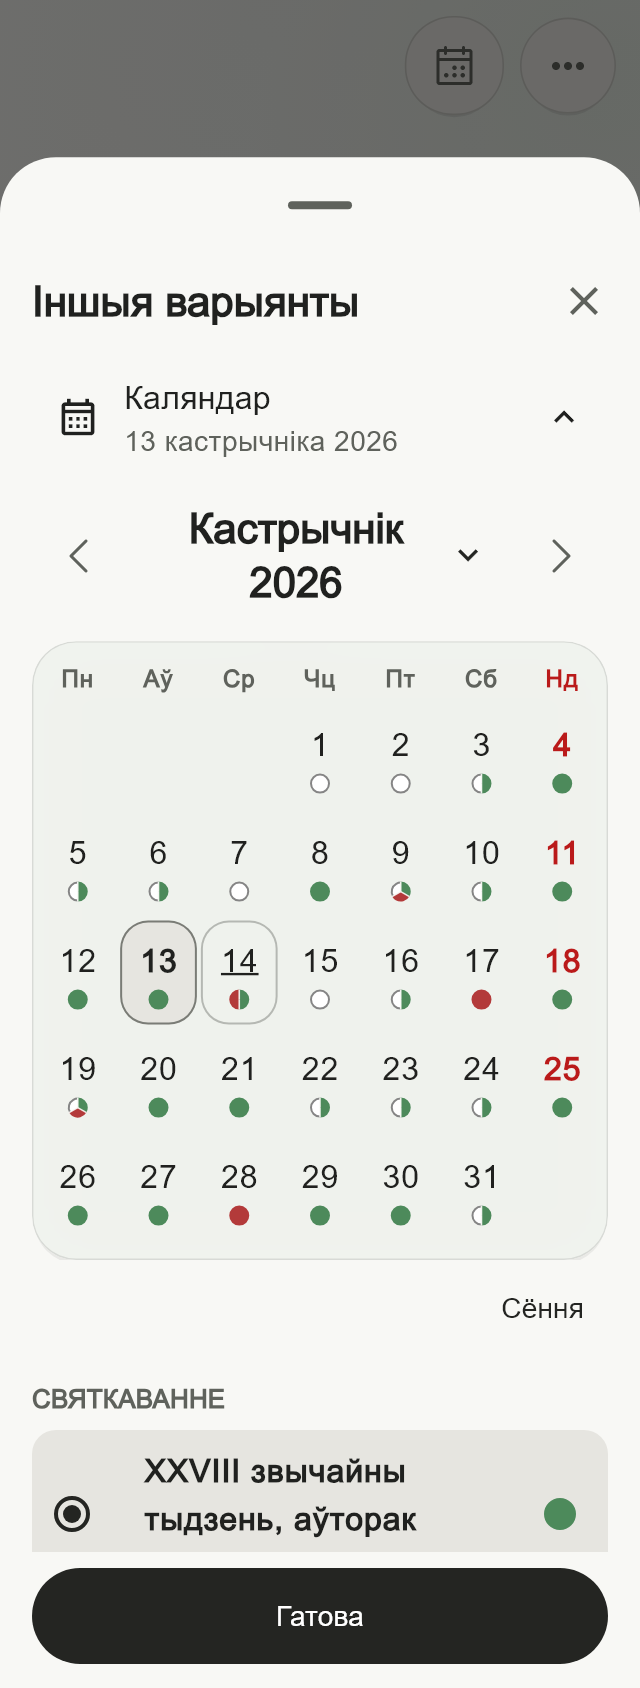 Іншыя варыянты
Каляндар
13 кастрычніка 2026
Кастрычнік
2026
Пн Аў Ср Чц Пт Сб Нд
1 2 3 4
5 6 7 8 9 10 11
12 13 14 15 16 17 18
19 20 21 22 23 24 25
26 27 28 29 30 31
Сёння
СВЯТКАВАННЕ
XXVIII звычайны
тыдзень, аўторак
Гатова